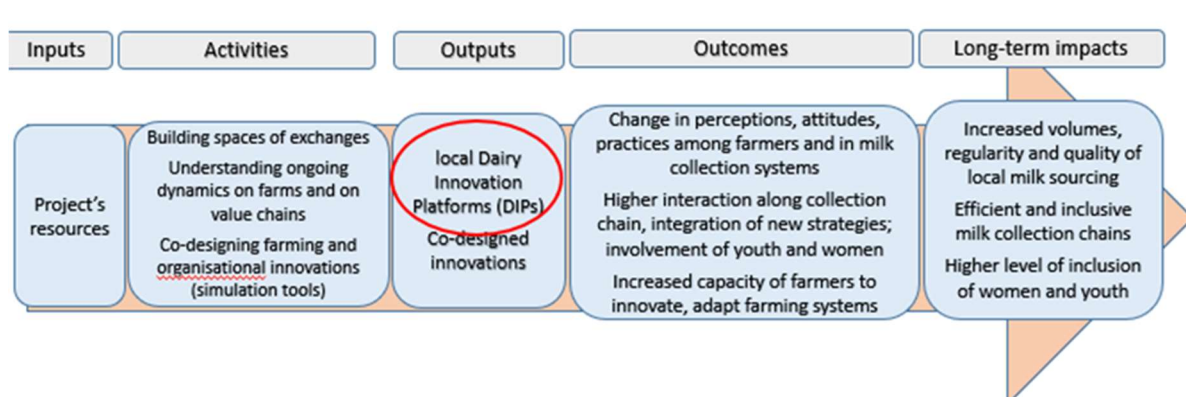 Inputs
Activities
Outputs
Outcomes
Long-term impacts
Project's
resources
Building spaces of exchanges
Understanding ongoing
dynamics on farms and on
value chains
Co-designing farming and
organisational innovations
(simulation tools)
local Dairy
Innovation
Platforms (DIPs)
Co-designed
innovations
Change in perceptions, attitudes,
practices among farmers and in milk
collection systems
Higher interaction along collection
chain, integration of new strategies;
involvement of youth and women
Increased capacity of farmers to
innovate, adapt farming systems
Increased volumes,
regularity and quality of
local milk sourcing
Efficient and inclusive
milk collection chains
Higher level of inclusion
of women and youth